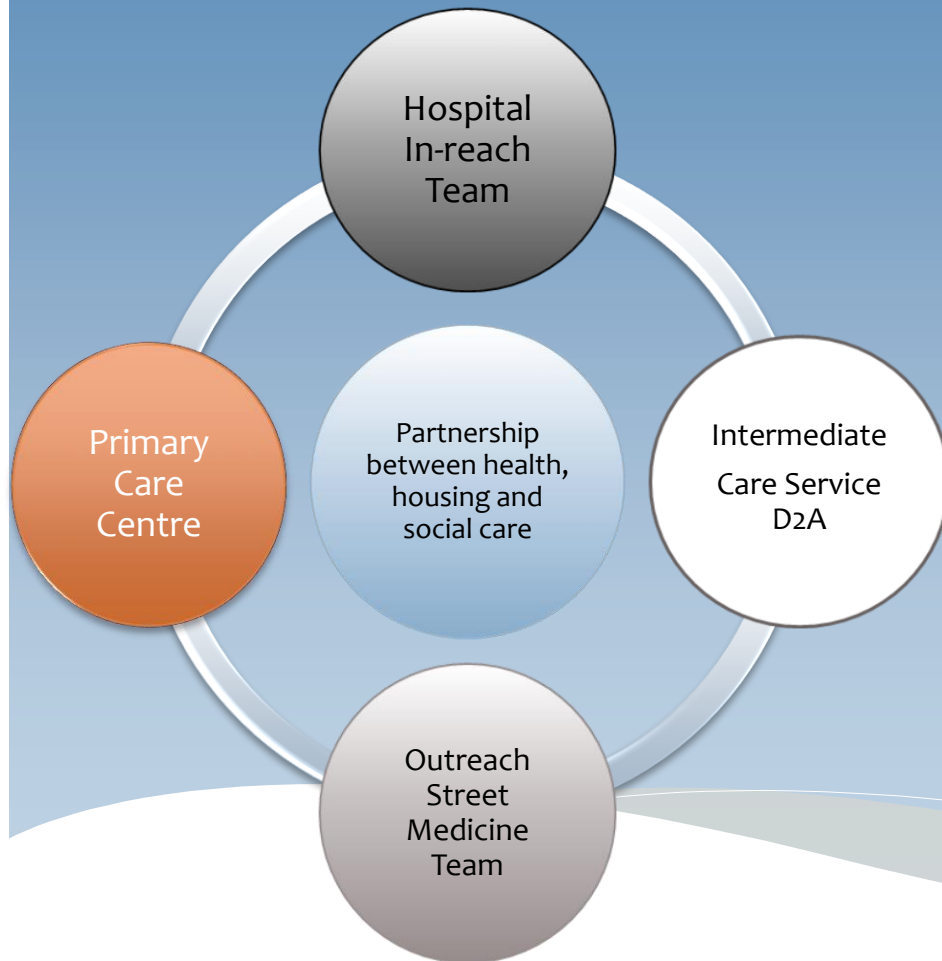 Hospital
In-reach
Team
Primary
Care
Centre
Partnership
between health,
housing and
social care
Intermediate
Care Service
D2A
Outreach
Street
Medicine
Team